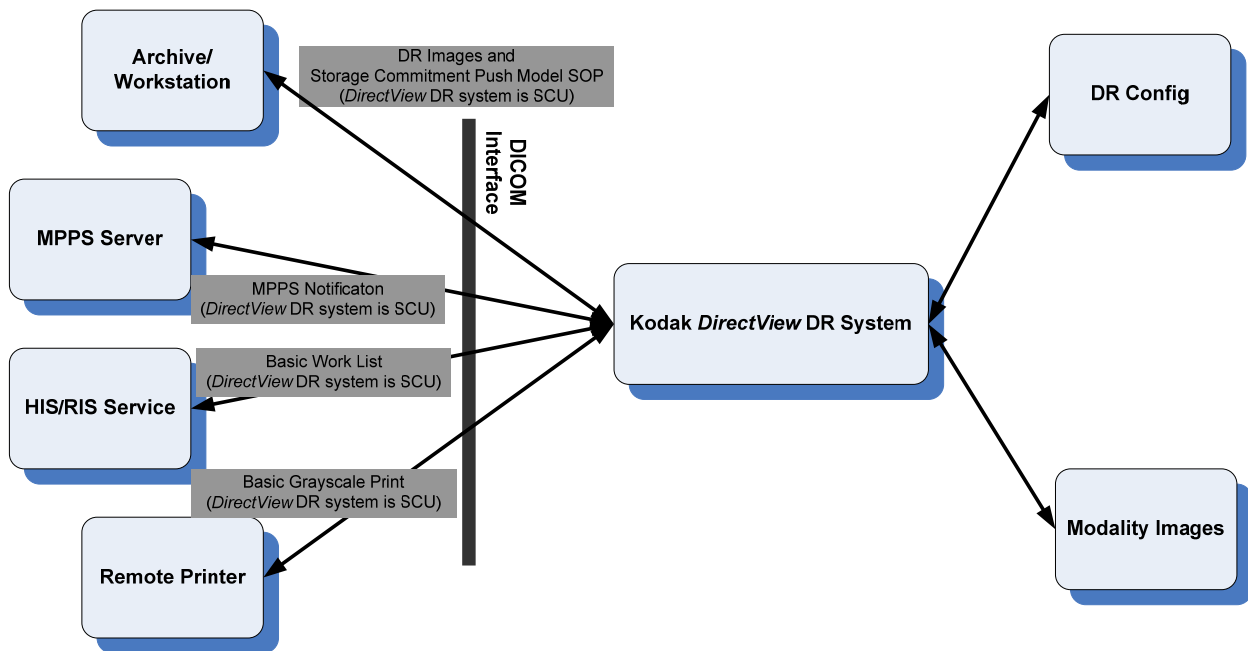 Archive/
Workstation
DR Images and
Storage Commitment Push Model SOP
(DirectView DR system is SCU)
DR Config
DICOM
Interface
MPPS Server
MPPS Notificaton
(DirectView DR system is SCU)
Kodak DirectView DR System
Basic Work List
(DirectView DR system is SCU)
HIS/RIS Service
Basic Grayscale Print
(DirectView DR system is SCU)
Modality Images
Remote Printer